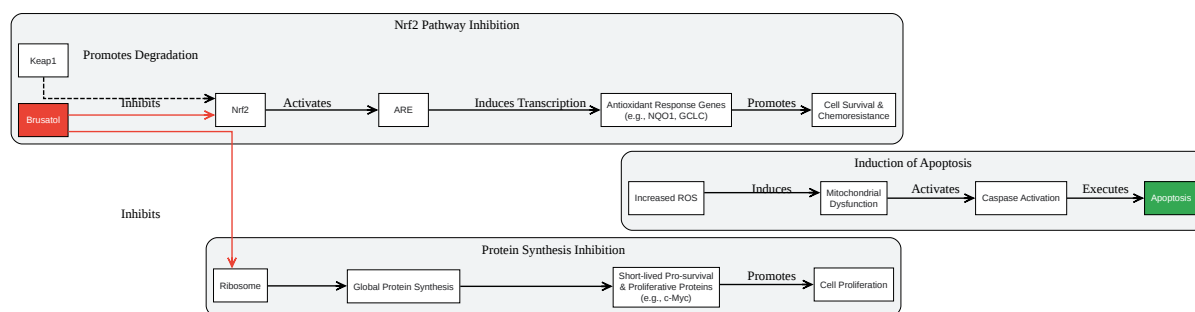 Nrf2 Pathway Inhibition
Keap1
Promotes Degradation
Brusatol
Inhibits
Nrf2
Activates
ARE
Induces Transcription
Antioxidant Response Genes
(e.g., NQO1, GCLC)
Promotes
Cell Survival &
Chemoresistance
Induction of Apoptosis
Increased ROS
Induces
Mitochondrial
Dysfunction
Activates
Caspase Activation
Executes
Apoptosis
Inhibits
Protein Synthesis Inhibition
Ribosome
Global Protein Synthesis
Short-lived Pro-survival
& Proliferative Proteins
(e.g., c-Myc)
Promotes
Cell Proliferation